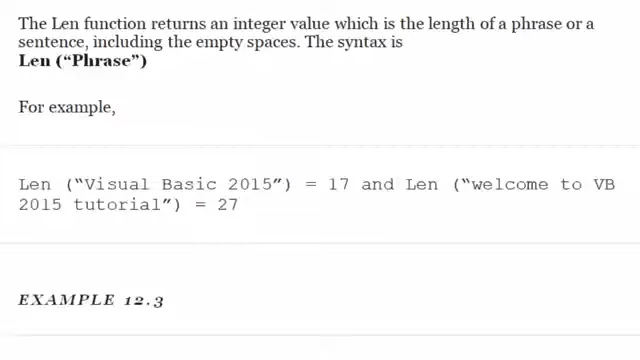 The Len function returns an integer value which is the length of a phrase or a
sentence, including the empty spaces. The syntax is
Len (“Phrase”)
For example,
Len (“Visual Basic 2015”) = 17 and Len (“welcome to VB
2015 tutorial”) = 27
EXAMPLE 12.3